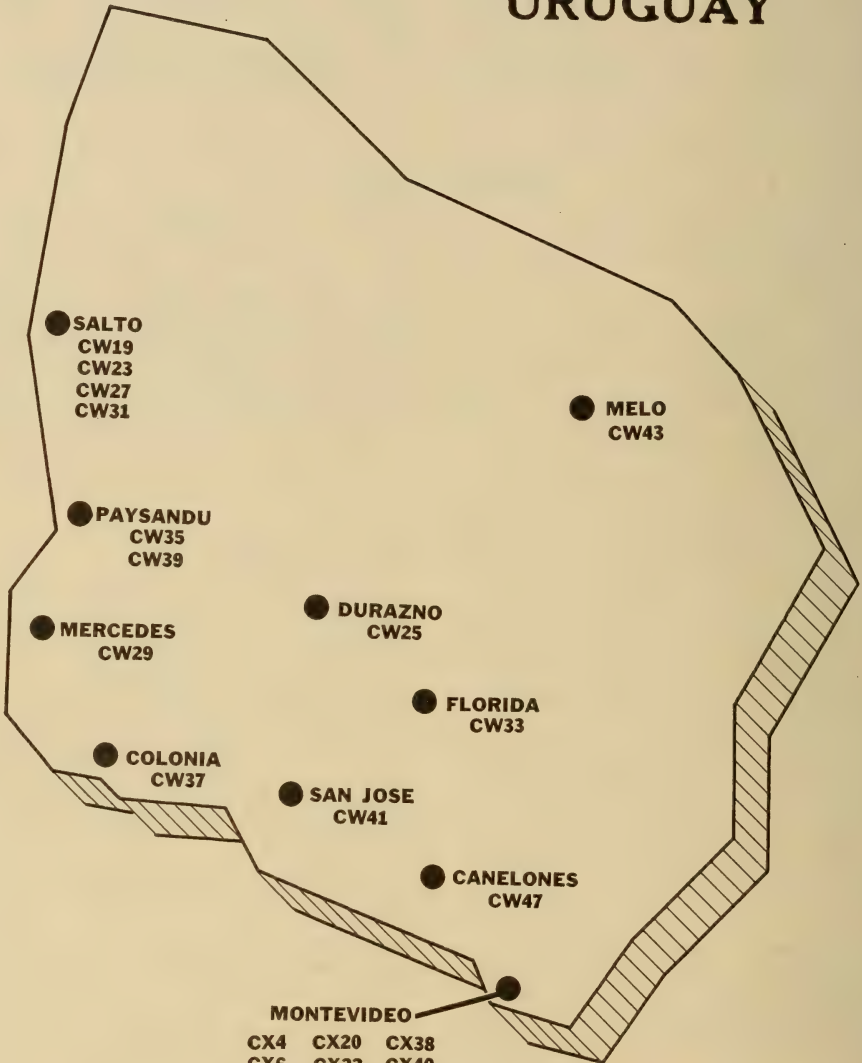 URUGUAY
SALTO
CW19
CW23
CW27
CW31
MELO
CW43
PAYSANDU
CW35
CW39
MERCEDES
CW29
DURAZNO
CW25
FLORIDA
CW33
COLONIA
CW37
SAN JOSE
CW41
CANELONES
CW47
MONTEVIDEO
CX4 CX20 CX38